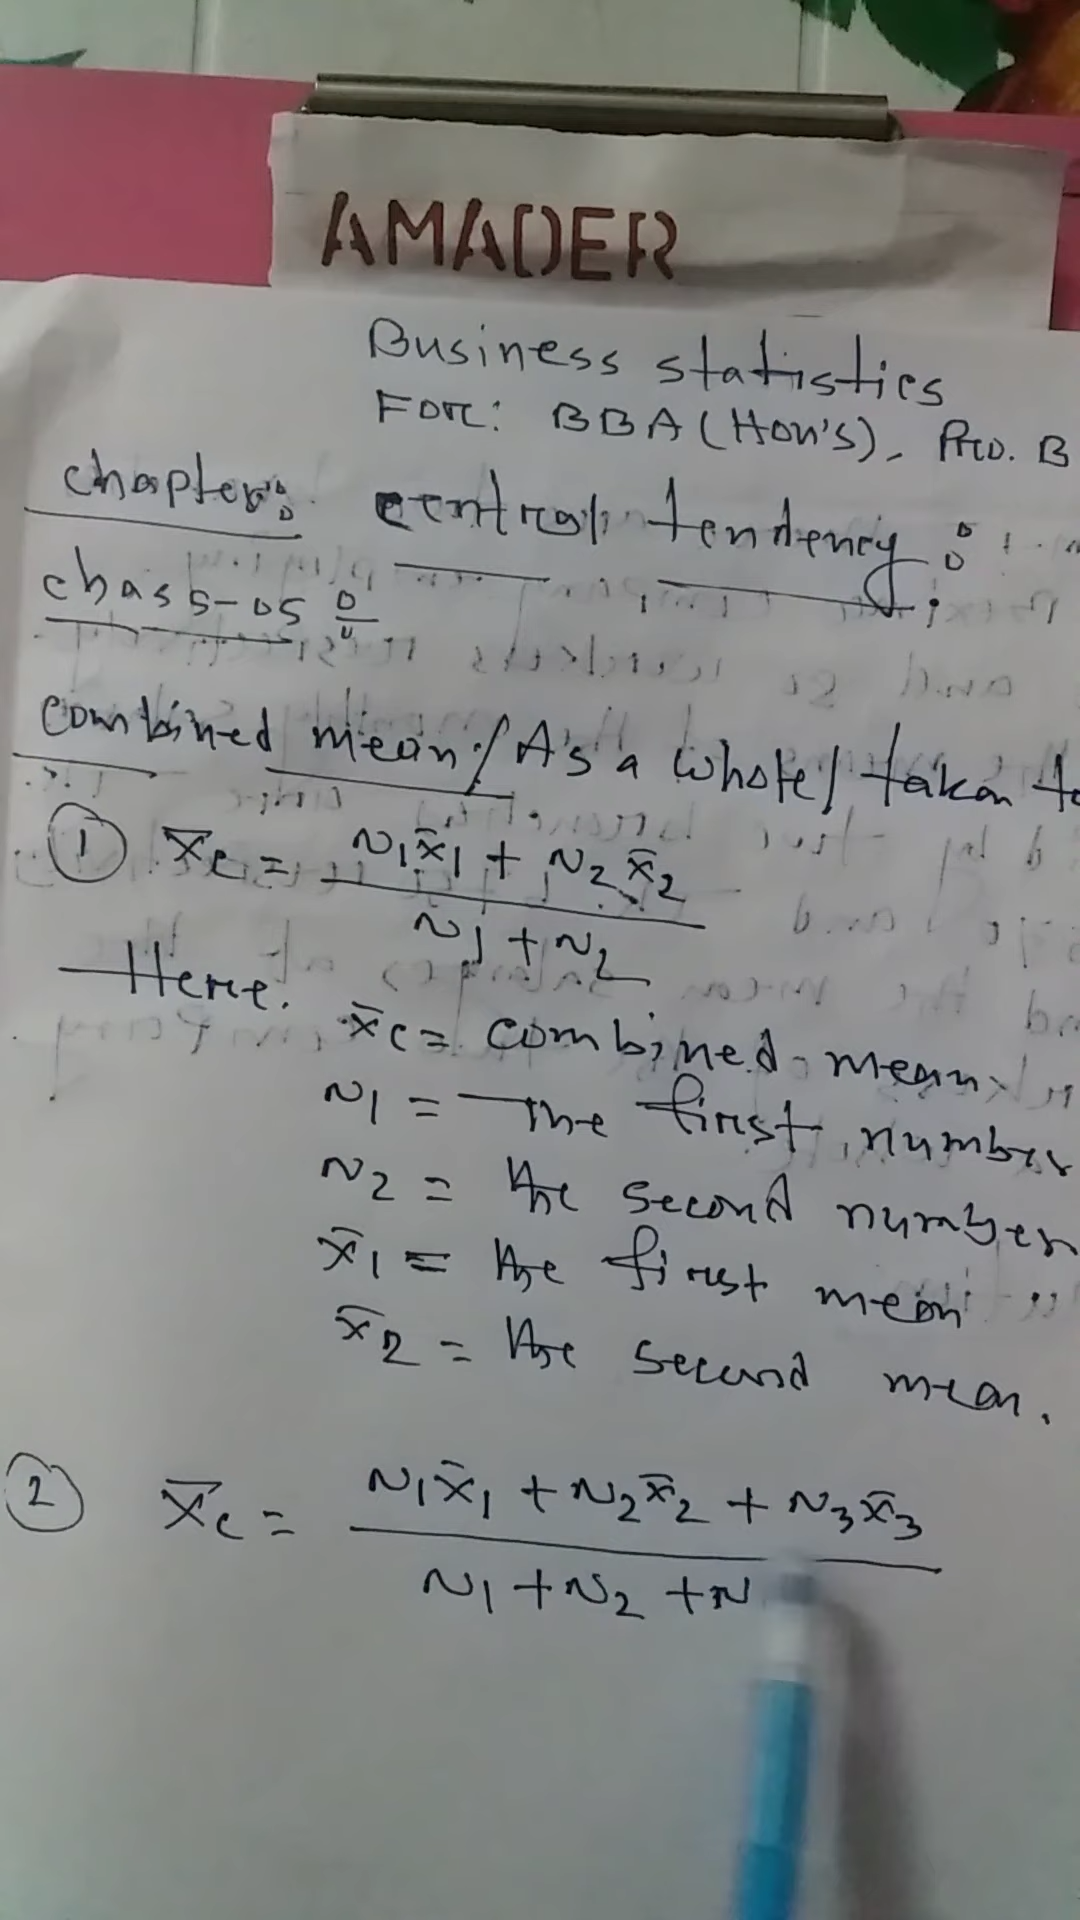 AMADER
Business statistics
For: BBA (Hon's), Pro. B
chapter: central tendency :
class-05 :
combined mean / As a whole / taken to
① x̄c = N1x̄1 + N2x̄2
N1 + N2
Here. x̄c = combined mean
N1 = The first number
N2 = the second number
x̄1 = the first mean
x̄2 = the second mean.
② x̄c = N1x̄1 + N2x̄2 + N3x̄3
N1 + N2 + N